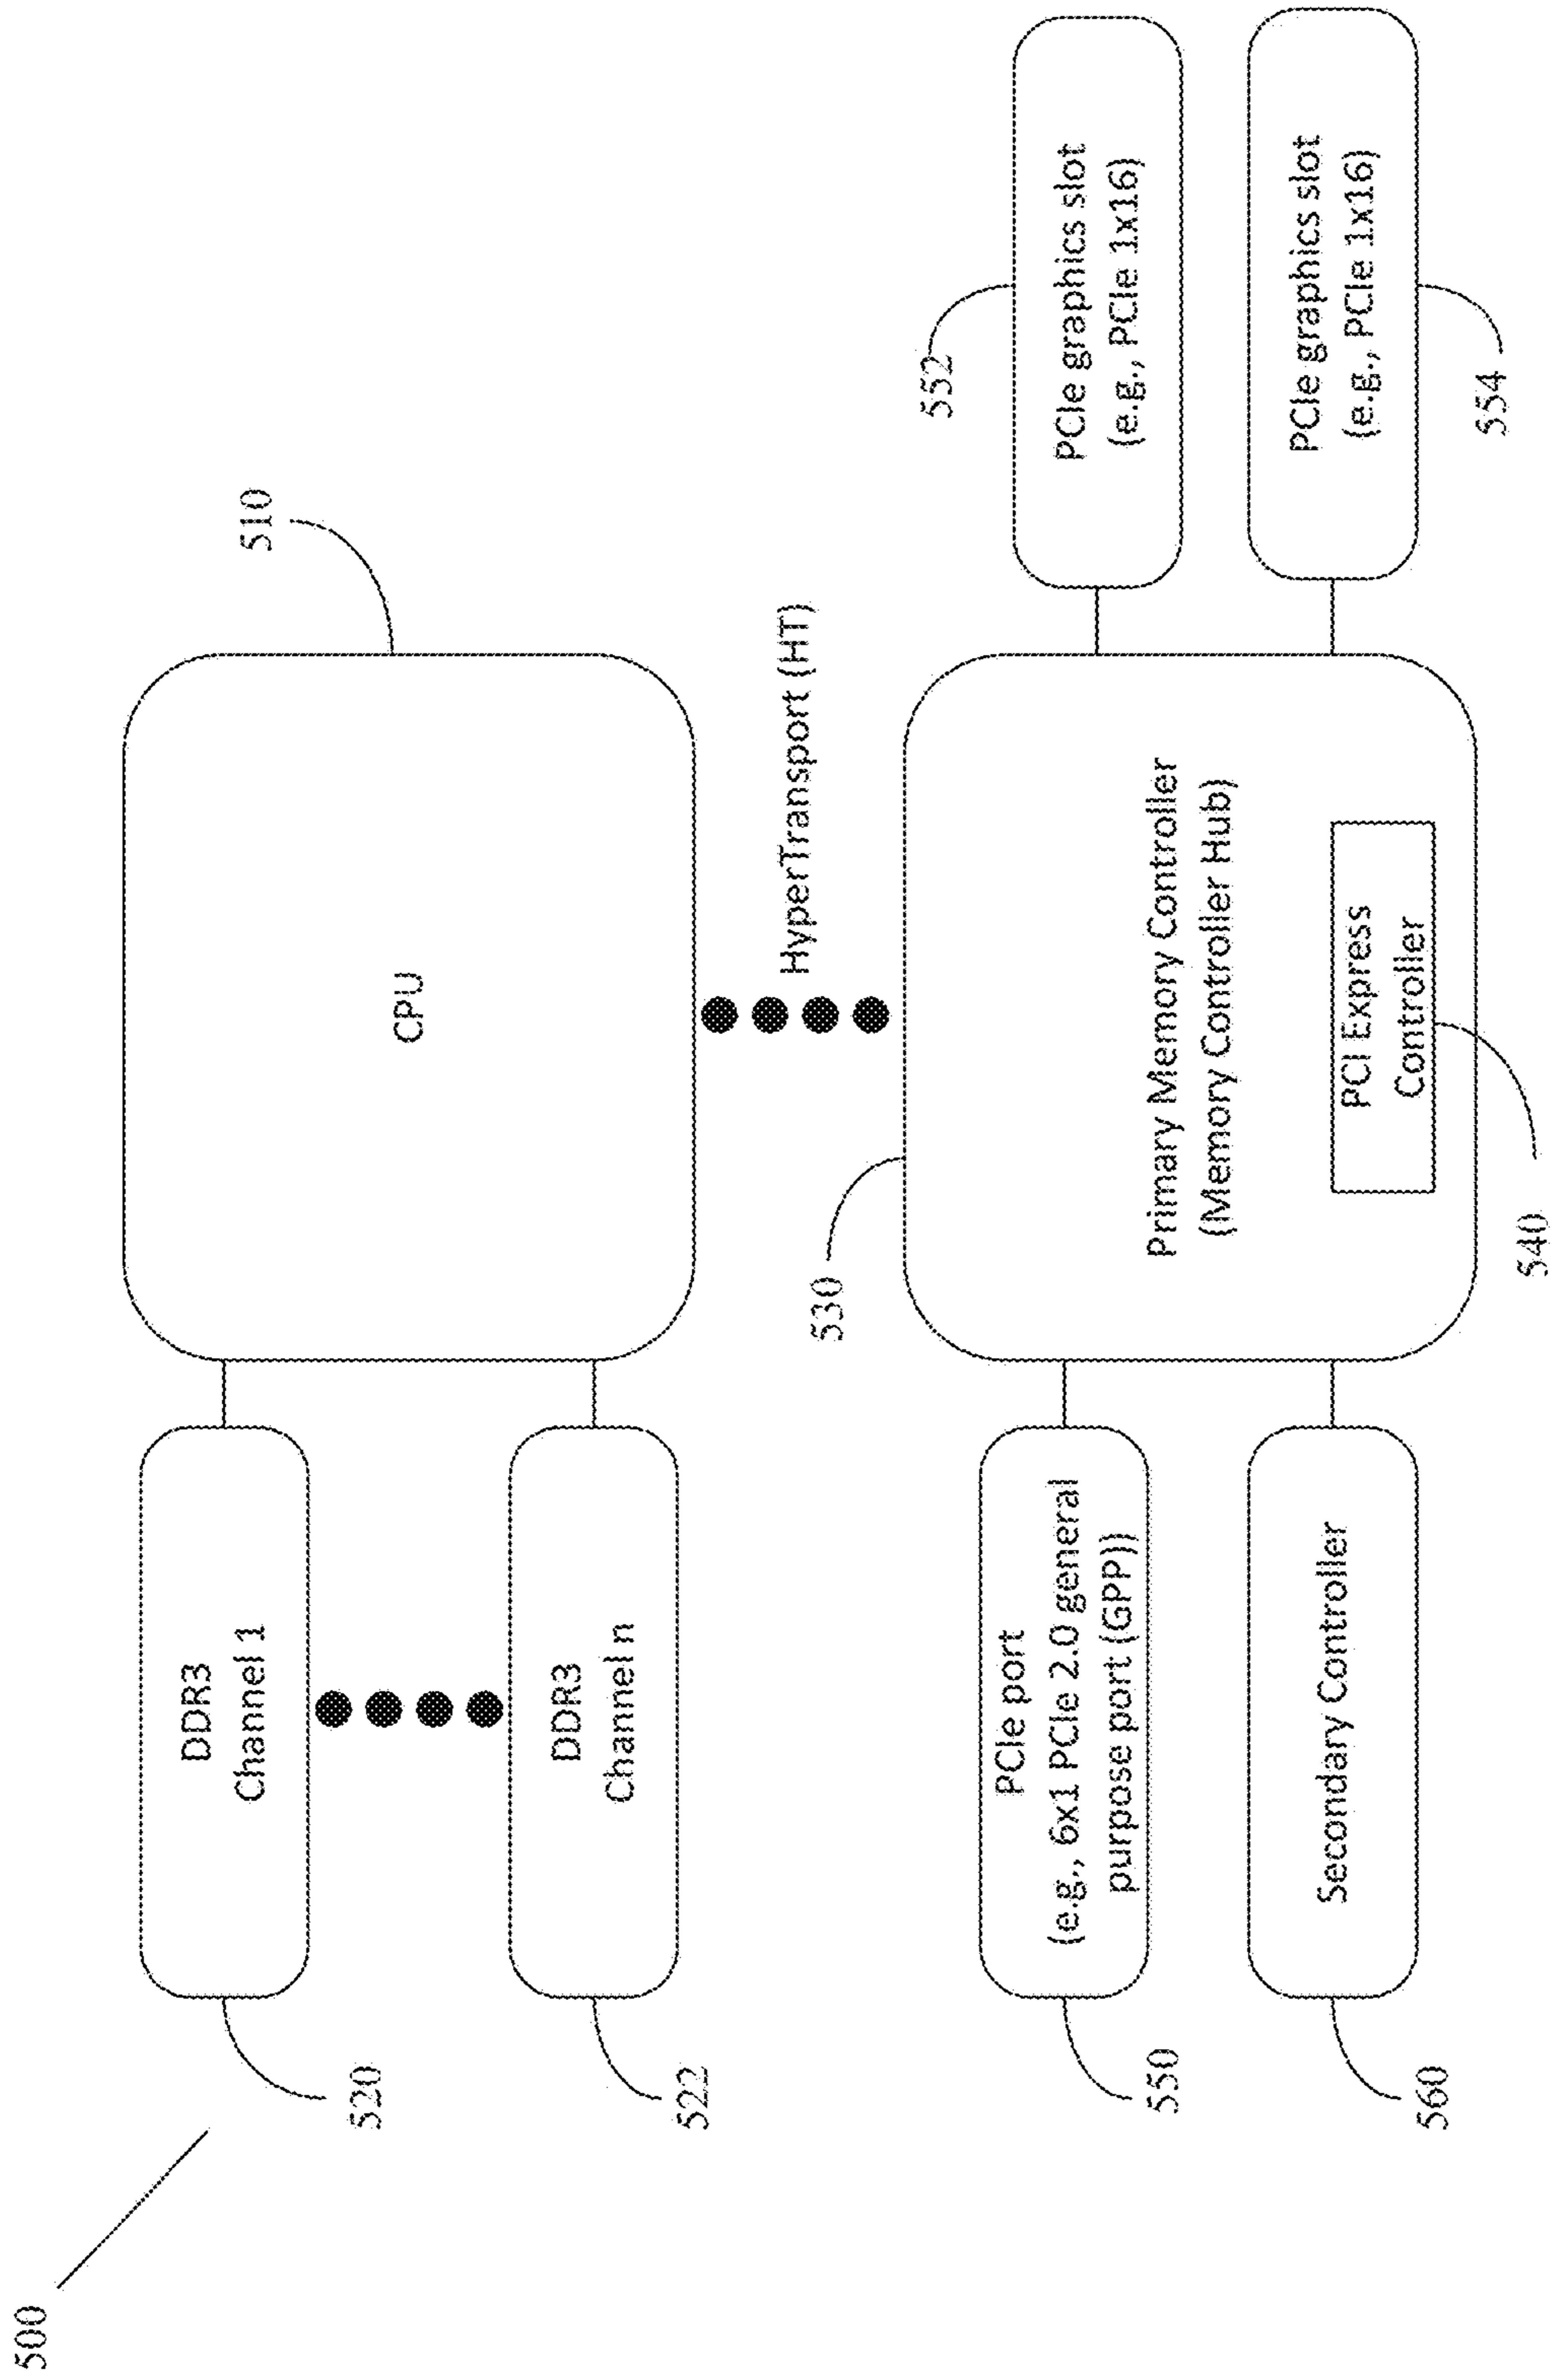 500
510
CPU
520
DDR3
Channel 1
522
DDR3
Channel n
HyperTransport (HT)
530
Primary Memory Controller
(Memory Controller Hub)
PCI Express
Controller
540
550
PCIe port
(e.g., 6x1 PCIe 2.0 general
purpose port (GPP))
560
Secondary Controller
552
PCIe graphics slot
(e.g., PCIe 1x16)
PCIe graphics slot
(e.g., PCIe 1x16)
554